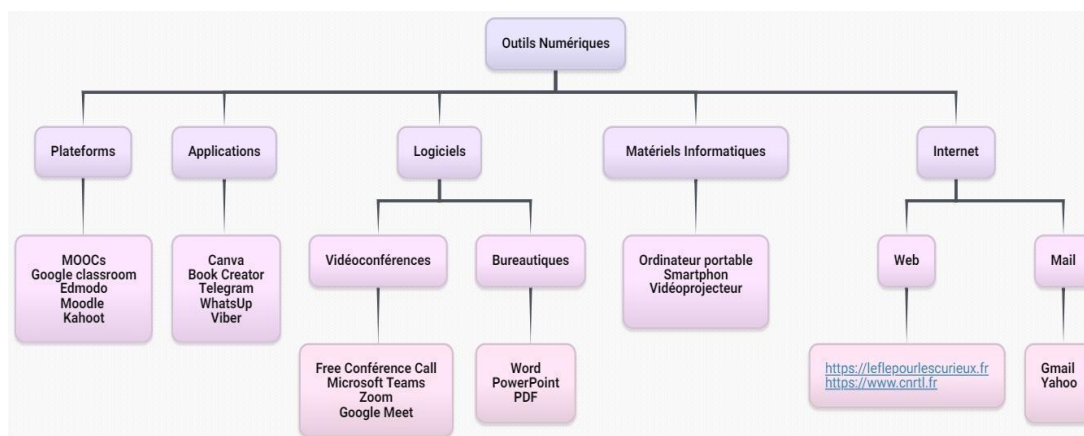 Outils Numériques
Plateforms
Applications
Logiciels
Matériels Informatiques
Internet
MOOCs
Google classroom
Edmodo
Moodle
Kahoot
Canva
Book Creator
Telegram
WhatsUp
Viber
Vidéoconférences
Bureautiques
Ordinateur portable
Smartphon
Vidéoprojecteur
Web
Mail
Free Conférence Call
Microsoft Teams
Zoom
Google Meet
Word
PowerPoint
PDF
https://leflepourlescurieux.fr
https://www.cnrtl.fr
Gmail
Yahoo